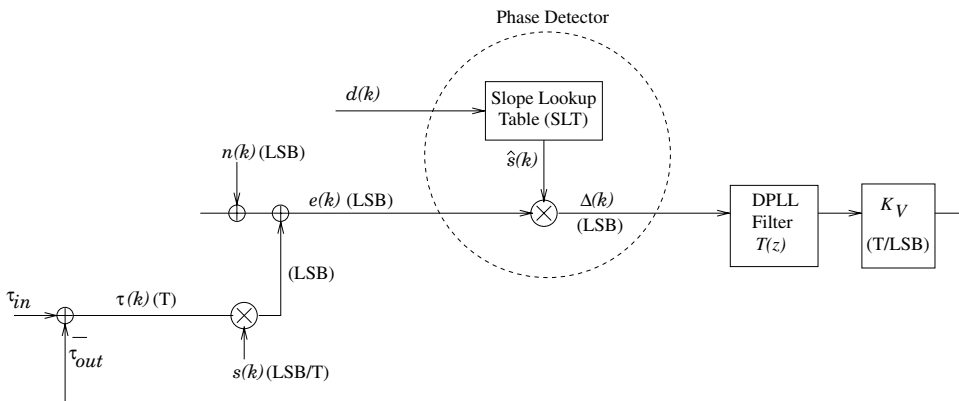 Phase Detector
d(k)
Slope Lookup
Table (SLT)
n(k) (LSB)
ŝ(k)
e(k) (LSB)
Δ(k)
(LSB)
DPLL
Filter
T(z)
K_V
(T/LSB)
(LSB)
τ_in
τ(k) (T)
−
τ_out
s(k) (LSB/T)